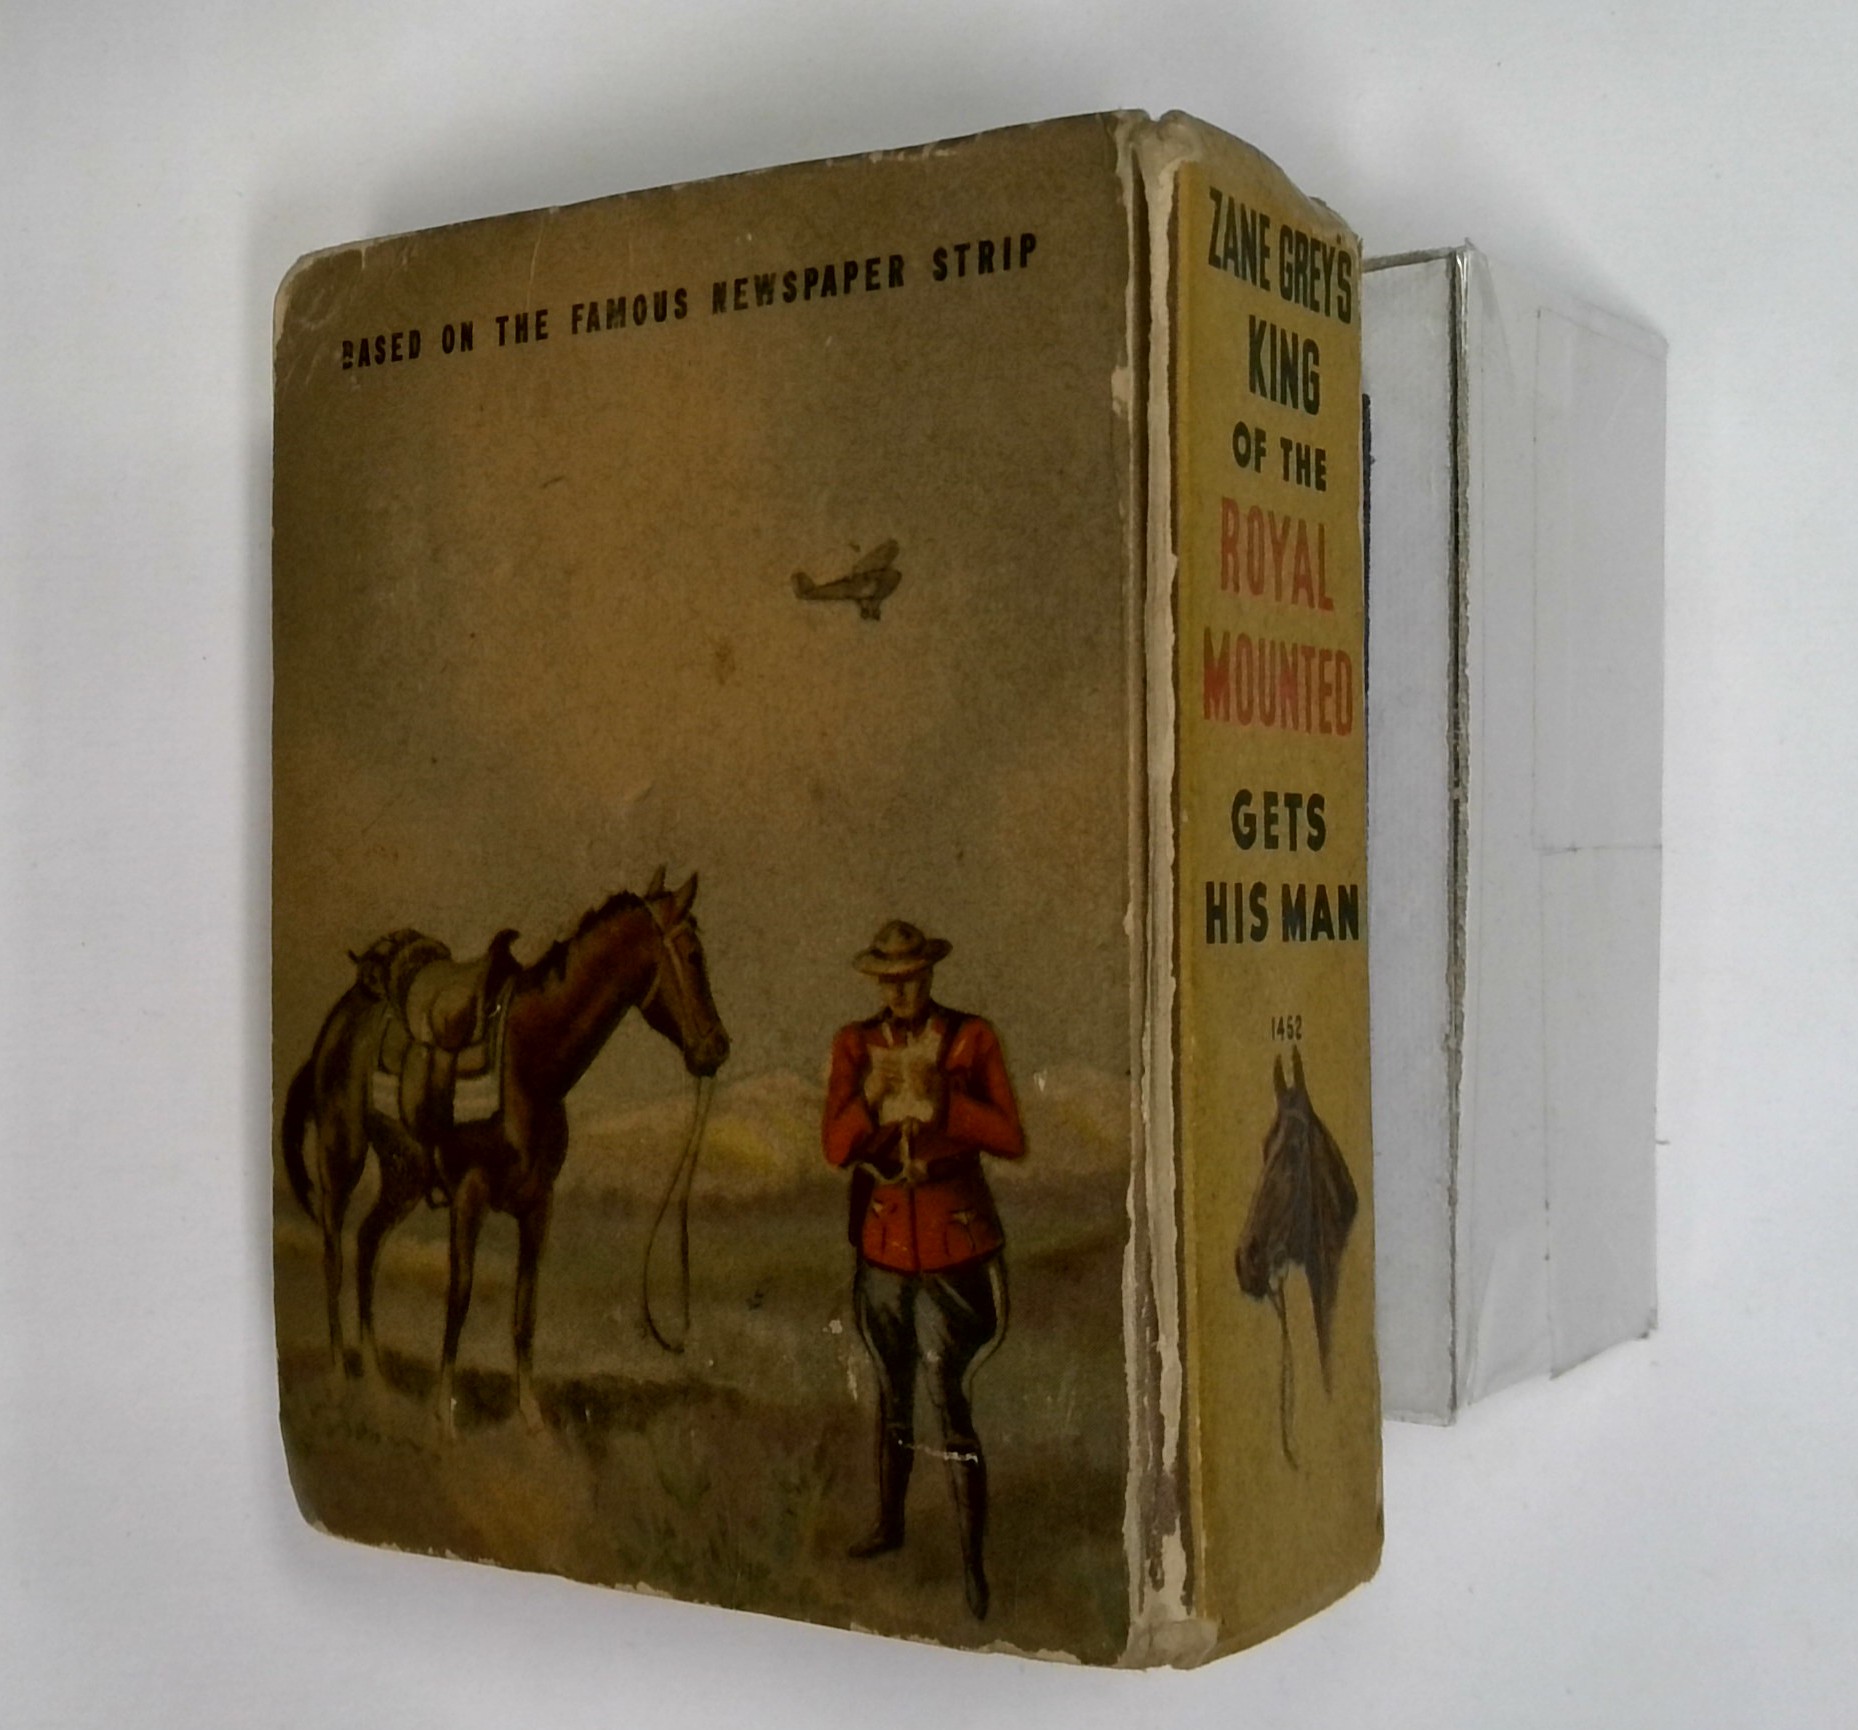 BASED ON THE FAMOUS NEWSPAPER STRIP
ZANE GREY'S
KING
OF THE
ROYAL
MOUNTED
GETS
HIS MAN
1452